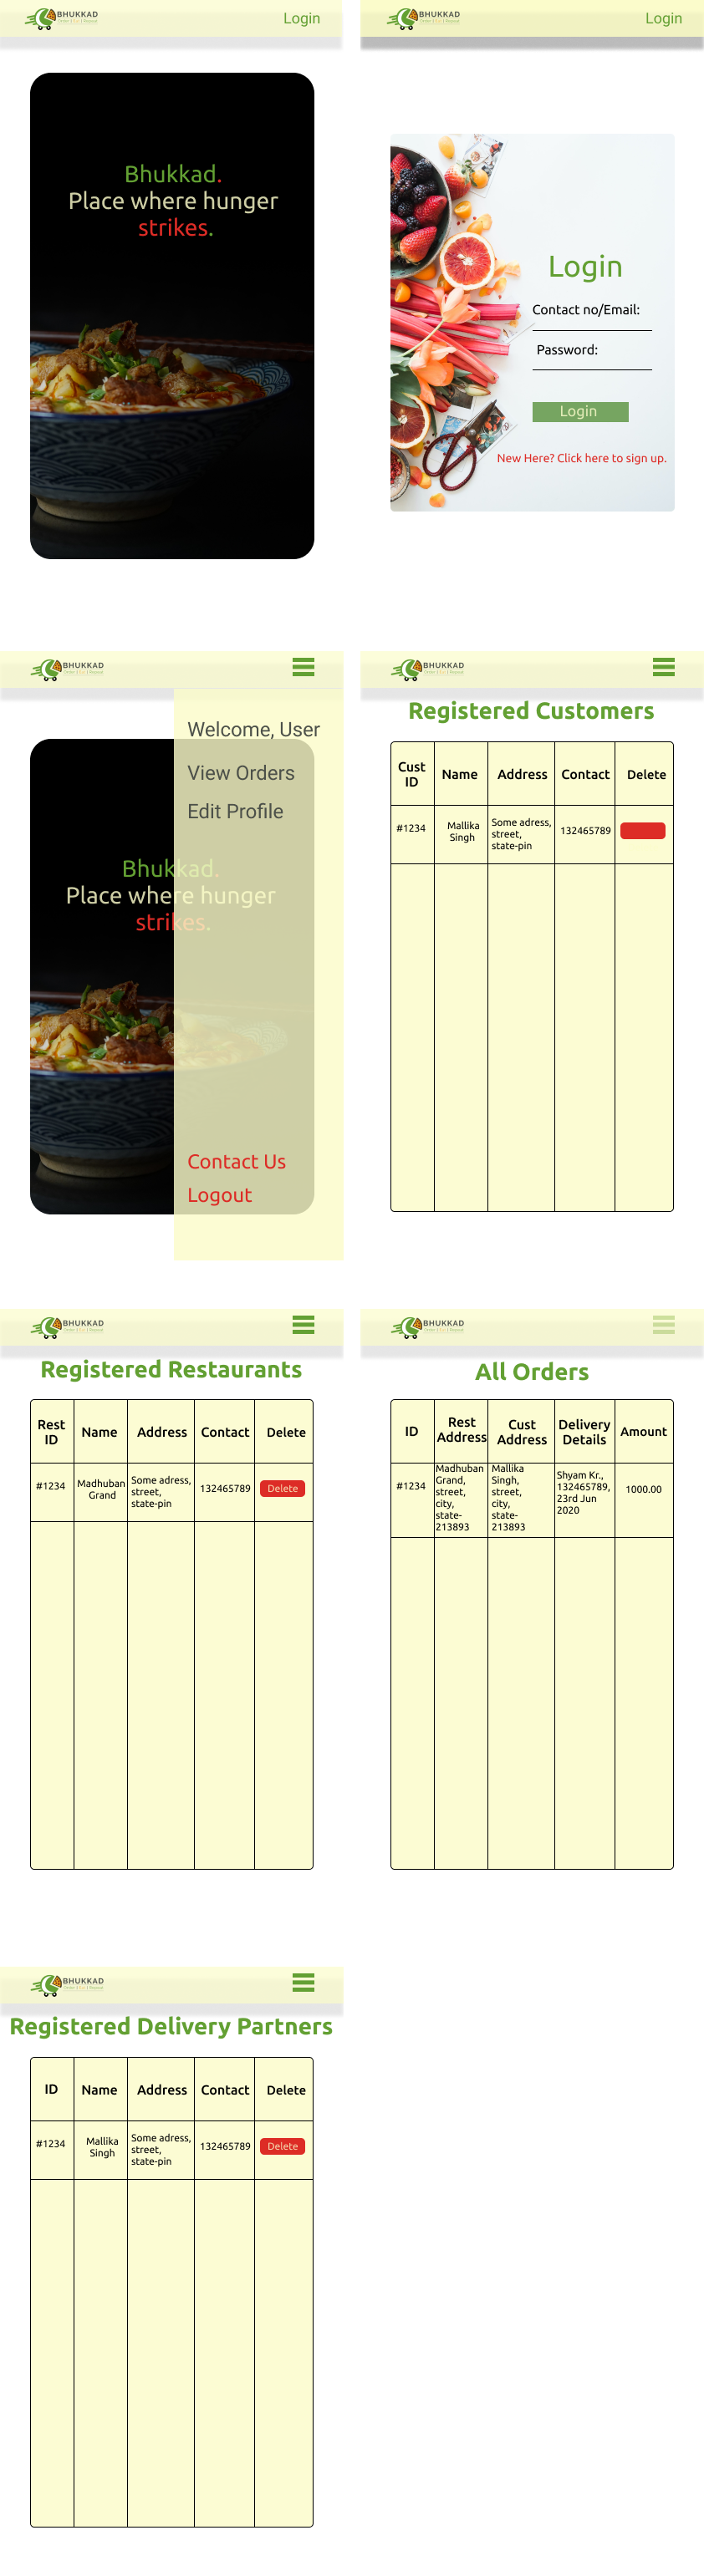 BHUKKAD
Login
Bhukkad.
Place where hunger
strikes.
BHUKKAD
Login
Login
Contact no/Email:
Password:
Login
New Here? Click here to sign up.
BHUKKAD
Welcome, User
View Orders
Edit Profile
Bhukkad.
Place where hunger
strikes.
Contact Us
Logout
BHUKKAD
Registered Customers
Cust ID Name Address Contact Delete
#1234 Mallika Singh Some adress, street, state-pin 132465789
BHUKKAD
Registered Restaurants
Rest ID Name Address Contact Delete
#1234 Madhuban Grand Some adress, street, state-pin 132465789 Delete
BHUKKAD
All Orders
ID Rest Address Cust Address Delivery Details Amount
#1234 Madhuban Grand, street, city, state-213893 Mallika Singh, street, city, state-213893 Shyam Kr., 132465789, 23rd Jun 2020 1000.00
BHUKKAD
Registered Delivery Partners
ID Name Address Contact Delete
#1234 Mallika Singh Some adress, street, state-pin 132465789 Delete